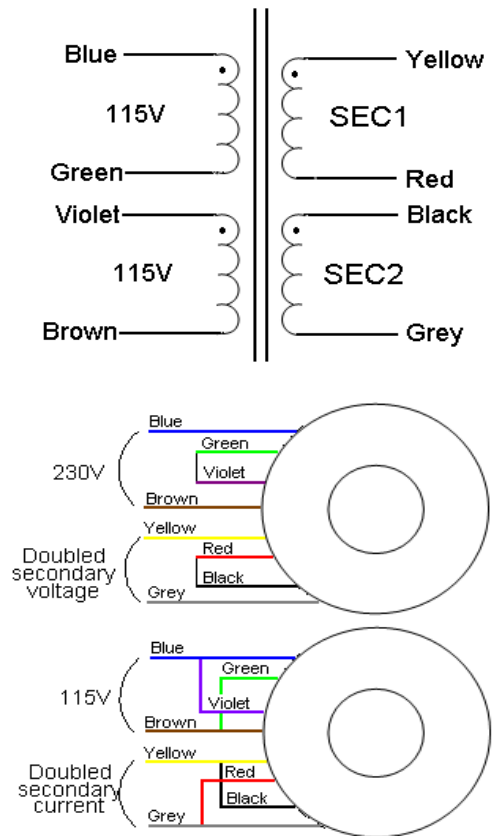 Blue
Yellow
115V
SEC1
Green
Red
Violet
Black
115V
SEC2
Brown
Grey
Blue
Green
230V
Violet
Brown
Yellow
Doubled
secondary
voltage
Red
Black
Grey
Blue
Green
115V
Violet
Brown
Yellow
Doubled
secondary
current
Red
Black
Grey